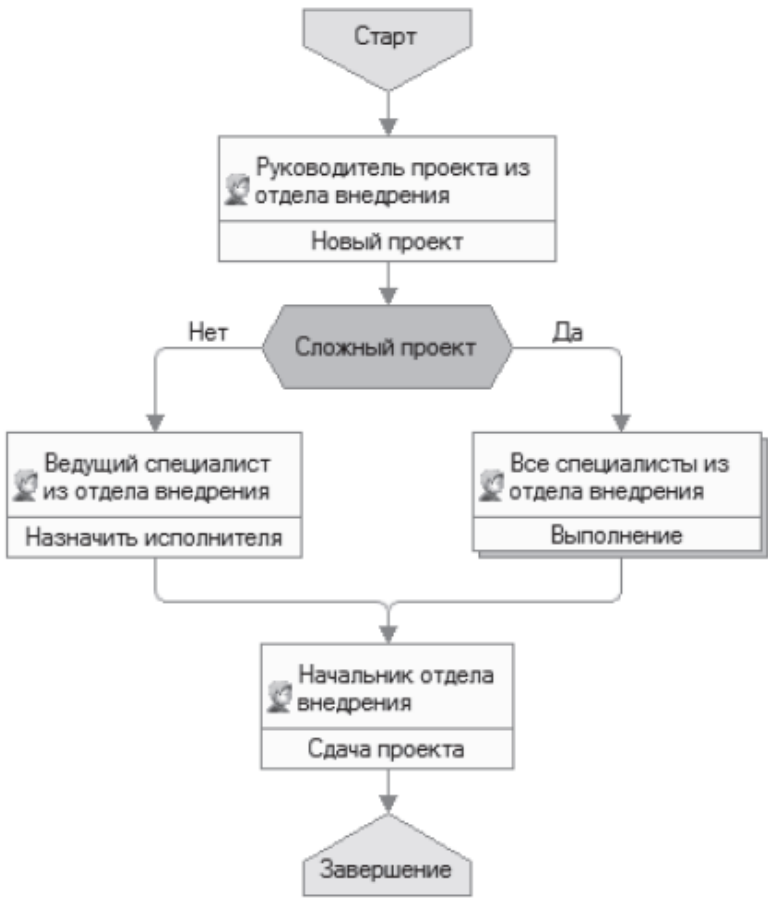 Старт
Руководитель проекта из
отдела внедрения
Новый проект
Нет
Сложный проект
Да
Ведущий специалист
из отдела внедрения
Назначить исполнителя
Все специалисты из
отдела внедрения
Выполнение
Начальник отдела
внедрения
Сдача проекта
Завершение